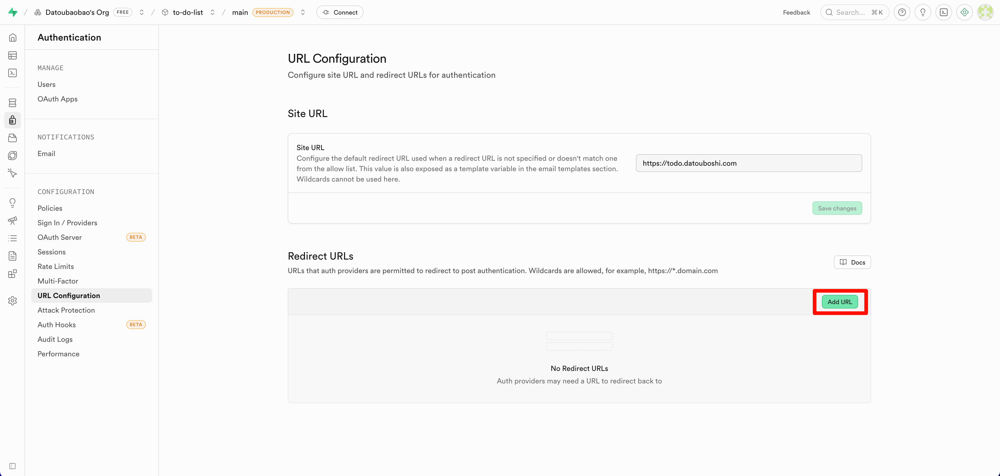 Datoubaobao's Org FREE / to-do-list / main PRODUCTION Connect Feedback Search... ⌘K
Authentication
MANAGE
Users
OAuth Apps
NOTIFICATIONS
Email
CONFIGURATION
Policies
Sign In / Providers
OAuth Server BETA
Sessions
Rate Limits
Multi-Factor
URL Configuration
Attack Protection
Auth Hooks BETA
Audit Logs
Performance
URL Configuration
Configure site URL and redirect URLs for authentication
Site URL
Site URL
Configure the default redirect URL used when a redirect URL is not specified or doesn't match one
from the allow list. This value is also exposed as a template variable in the email templates section.
Wildcards cannot be used here.
https://todo.datouboshi.com
Save changes
Redirect URLs
URLs that auth providers are permitted to redirect to post authentication. Wildcards are allowed, for example, https://*.domain.com
Docs
Add URL
No Redirect URLs
Auth providers may need a URL to redirect back to